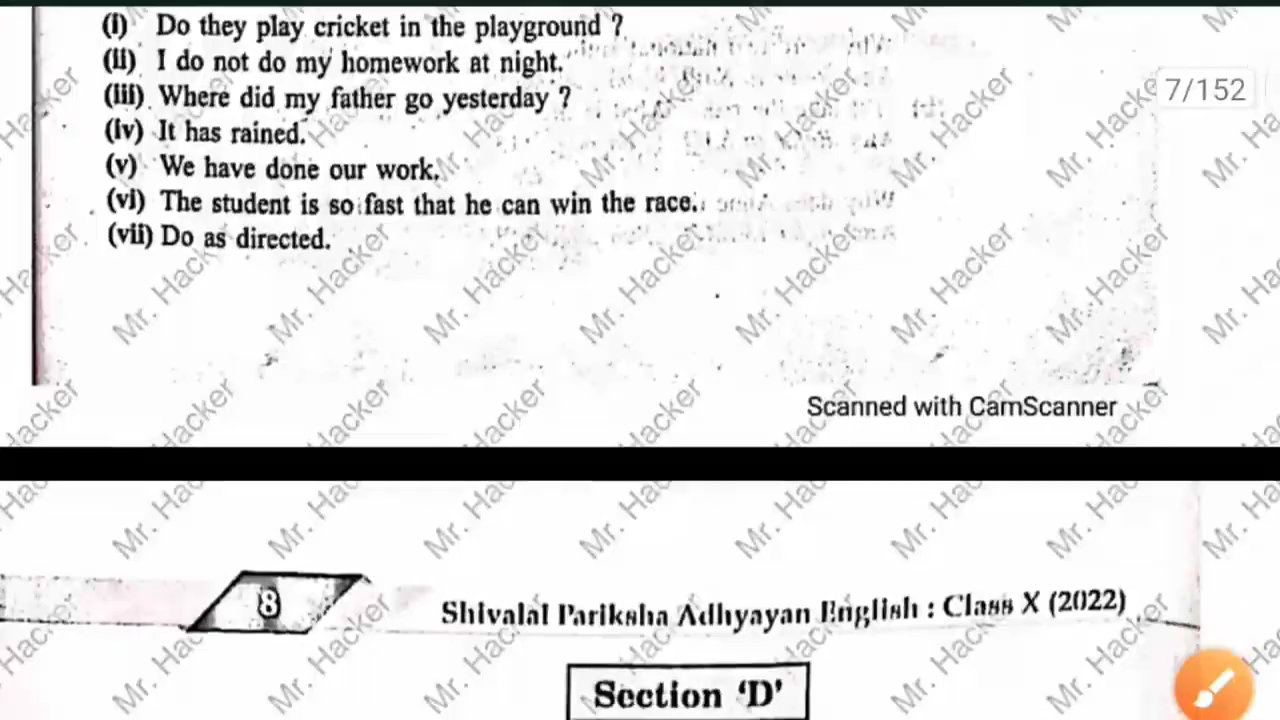 (i) Do they play cricket in the playground ?
(ii) I do not do my homework at night.
(iii) Where did my father go yesterday ?
(iv) It has rained.
(v) We have done our work.
(vi) The student is so fast that he can win the race.
(vii) Do as directed.
7/152
Mr. Hacker
Scanned with CamScanner
8
Shivalal Pariksha Adhyayan English : Class X (2022)
Section 'D'